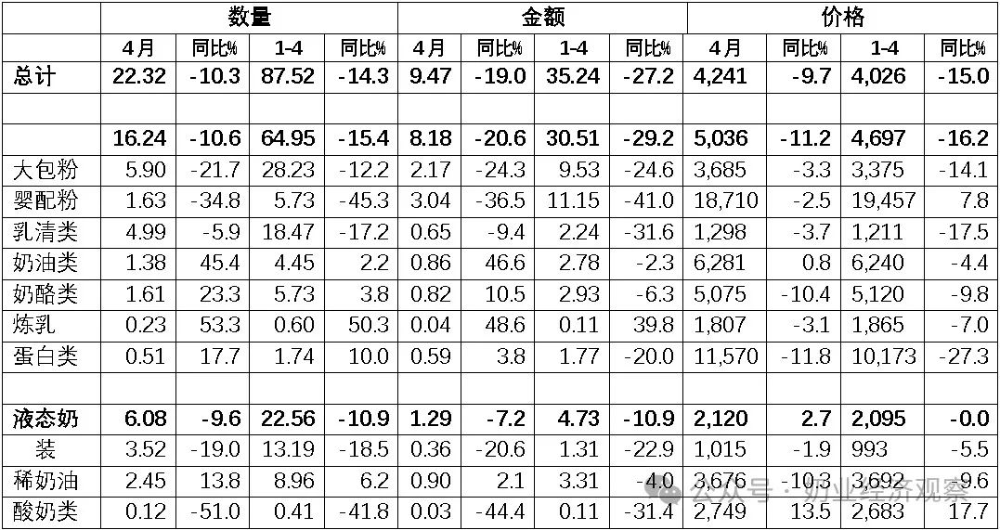 数量 金额 价格
4月 同比% 1-4 同比% 4月 同比% 1-4 同比% 4月 同比% 1-4 同比%
总计 22.32 -10.3 87.52 -14.3 9.47 -19.0 35.24 -27.2 4,241 -9.7 4,026 -15.0
16.24 -10.6 64.95 -15.4 8.18 -20.6 30.51 -29.2 5,036 -11.2 4,697 -16.2
大包粉 5.90 -21.7 28.23 -12.2 2.17 -24.3 9.53 -24.6 3,685 -3.3 3,375 -14.1
婴配粉 1.63 -34.8 5.73 -45.3 3.04 -36.5 11.15 -41.0 18,710 -2.5 19,457 7.8
乳清类 4.99 -5.9 18.47 -17.2 0.65 -9.4 2.24 -31.6 1,298 -3.7 1,211 -17.5
奶油类 1.38 45.4 4.45 2.2 0.86 46.6 2.78 -2.3 6,281 0.8 6,240 -4.4
奶酪类 1.61 23.3 5.73 3.8 0.82 10.5 2.93 -6.3 5,075 -10.4 5,120 -9.8
炼乳 0.23 53.3 0.60 50.3 0.04 48.6 0.11 39.8 1,807 -3.1 1,865 -7.0
蛋白类 0.51 17.7 1.74 10.0 0.59 3.8 1.77 -20.0 11,570 -11.8 10,173 -27.3
液态奶 6.08 -9.6 22.56 -10.9 1.29 -7.2 4.73 -10.9 2,120 2.7 2,095 -0.0
装 3.52 -19.0 13.19 -18.5 0.36 -20.6 1.31 -22.9 1,015 -1.9 993 -5.5
稀奶油 2.45 13.8 8.96 6.2 0.90 2.1 3.31 -4.0 3,676 -10.3 3,692 -9.6
酸奶类 0.12 -51.0 0.41 -41.8 0.03 -44.4 0.11 -31.4 2,749 13.5 2,683 17.7
公众号·奶业经济观察